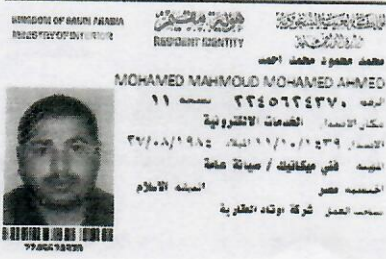 KINGDOM OF SAUDI ARABIA
MINISTRY OF INTERIOR
هوية مقيم
RESIDENT IDENTITY
المملكة العربية السعودية
وزارة الداخلية
محمد محمود محمد احمد
MOHAMED MAHMOUD MOHAMED AHMED
٢٢٤٥٦٢٤٣٧٠ نسخة ١١
مكان الاصدار الخدمات الالكترونية
الاصدار ١١/١٠/١٤٣٩ الميلاد ٢٧/٠٨/١٩٨٤
المهنة فني ميكانيك / صيانة عامة
الجنسية مصر الديانة الاسلام
صاحب العمل شركة اوتاد العقارية